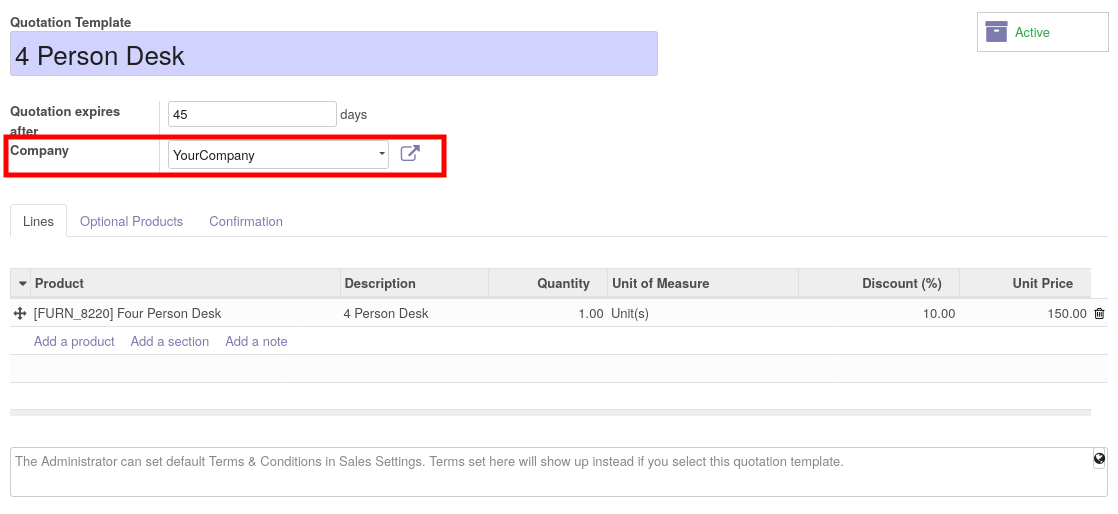 Quotation Template
4 Person Desk
Active
Quotation expires
after
45 days
Company
YourCompany
Lines Optional Products Confirmation
Product Description Quantity Unit of Measure Discount (%) Unit Price
[FURN_8220] Four Person Desk 4 Person Desk 1.00 Unit(s) 10.00 150.00
Add a product Add a section Add a note
The Administrator can set default Terms & Conditions in Sales Settings. Terms set here will show up instead if you select this quotation template.